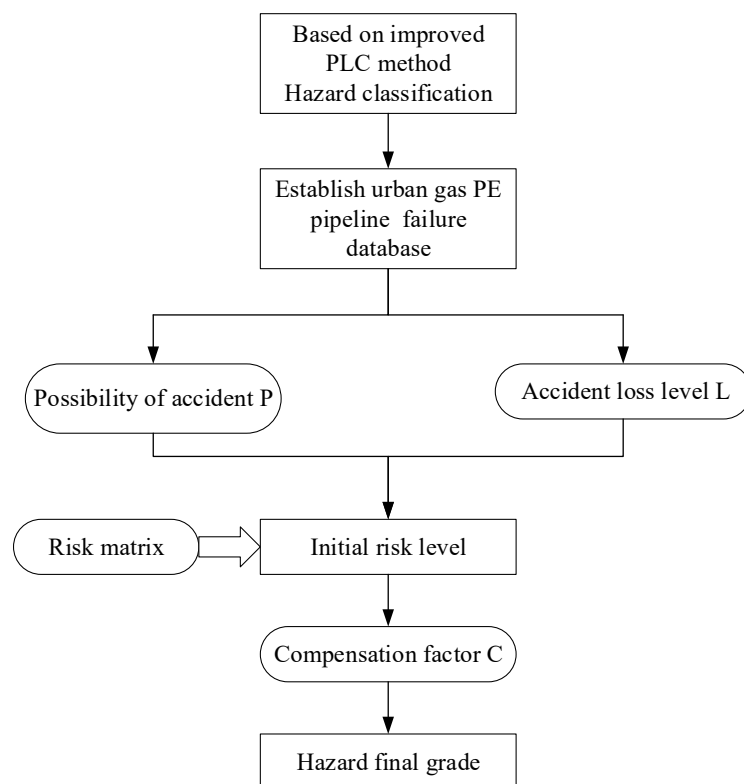 Based on improved
PLC method
Hazard classification
Establish urban gas PE
pipeline failure
database
Possibility of accident P
Accident loss level L
Risk matrix
Initial risk level
Compensation factor C
Hazard final grade